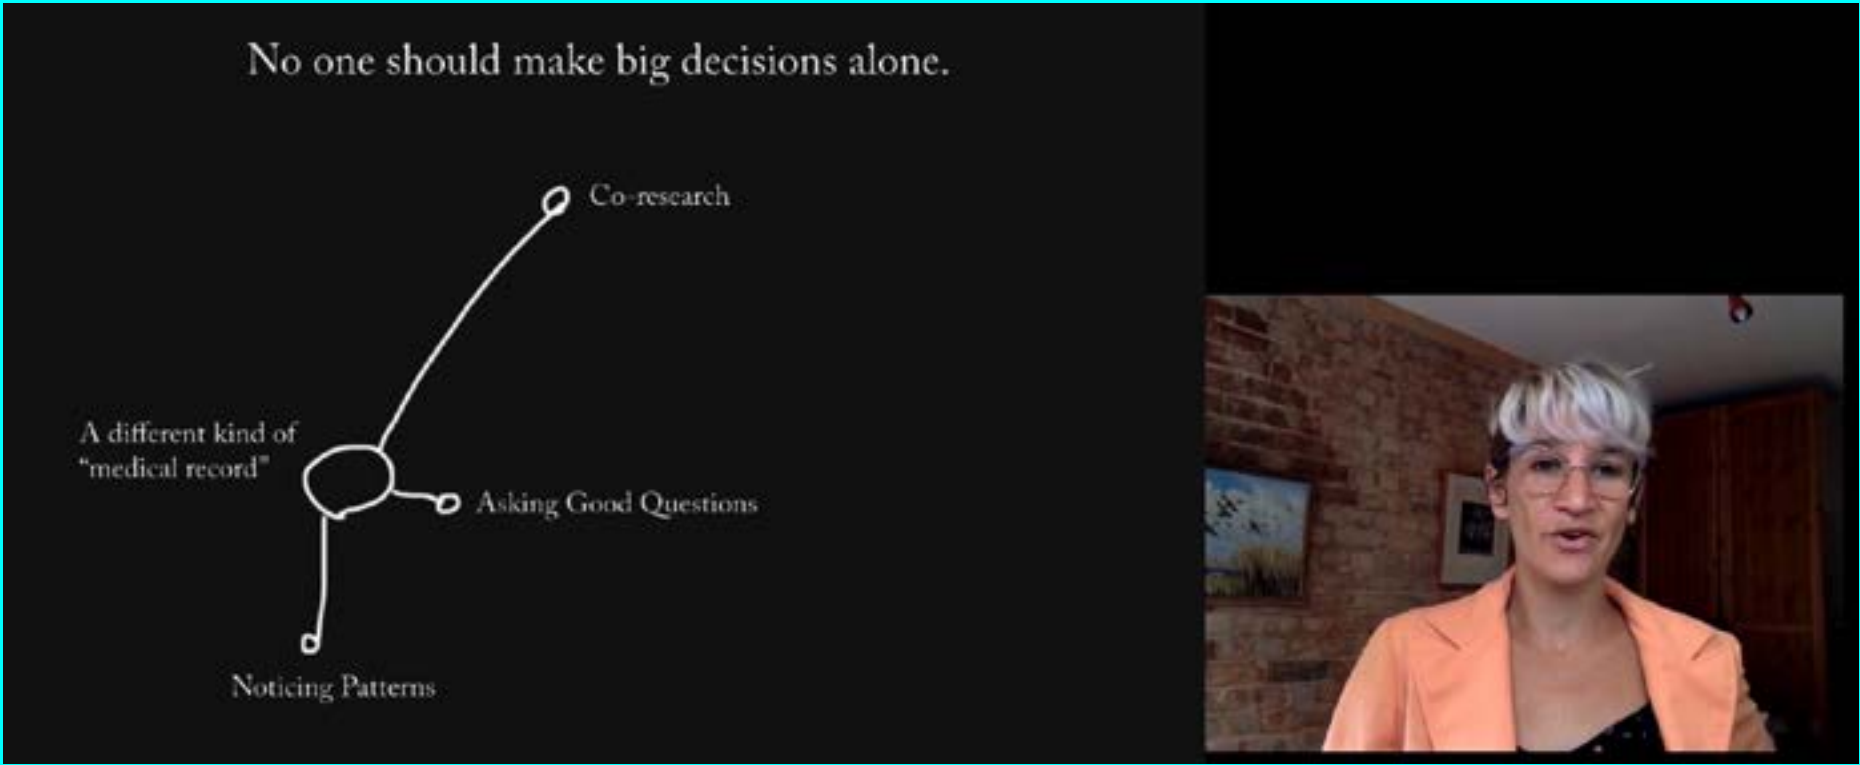 No one should make big decisions alone.
Co-research
A different kind of
“medical record”
Asking Good Questions
Noticing Patterns